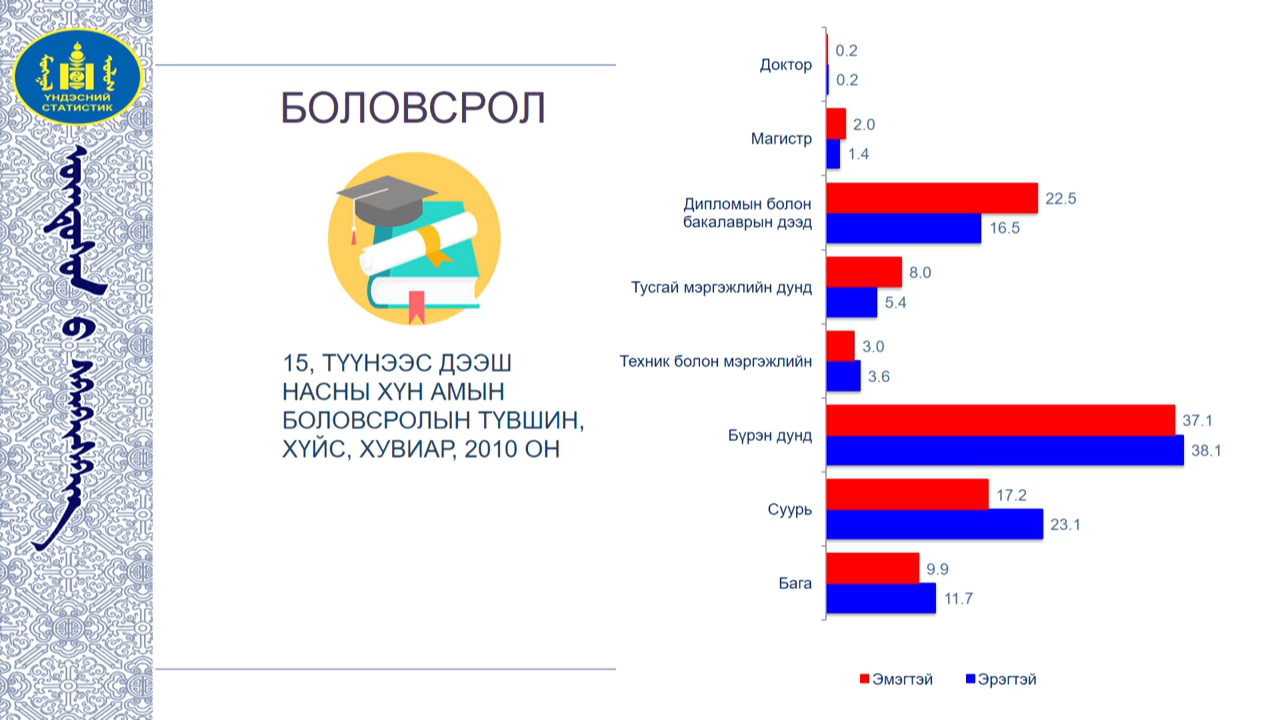 ҮНДЭСНИЙ
СТАТИСТИК
БОЛОВСРОЛ
15, ТҮҮНЭЭС ДЭЭШ
НАСНЫ ХҮН АМЫН
БОЛОВСРОЛЫН ТҮВШИН,
ХҮЙС, ХУВИАР, 2010 ОН
Доктор
0.2
0.2
Магистр
2.0
1.4
Дипломын болон
бакалаврын дээд
22.5
16.5
Тусгай мэргэжлийн дунд
8.0
5.4
Техник болон мэргэжлийн
3.0
3.6
Бүрэн дунд
37.1
38.1
Суурь
17.2
23.1
Бага
9.9
11.7
Эмэгтэй
Эрэгтэй